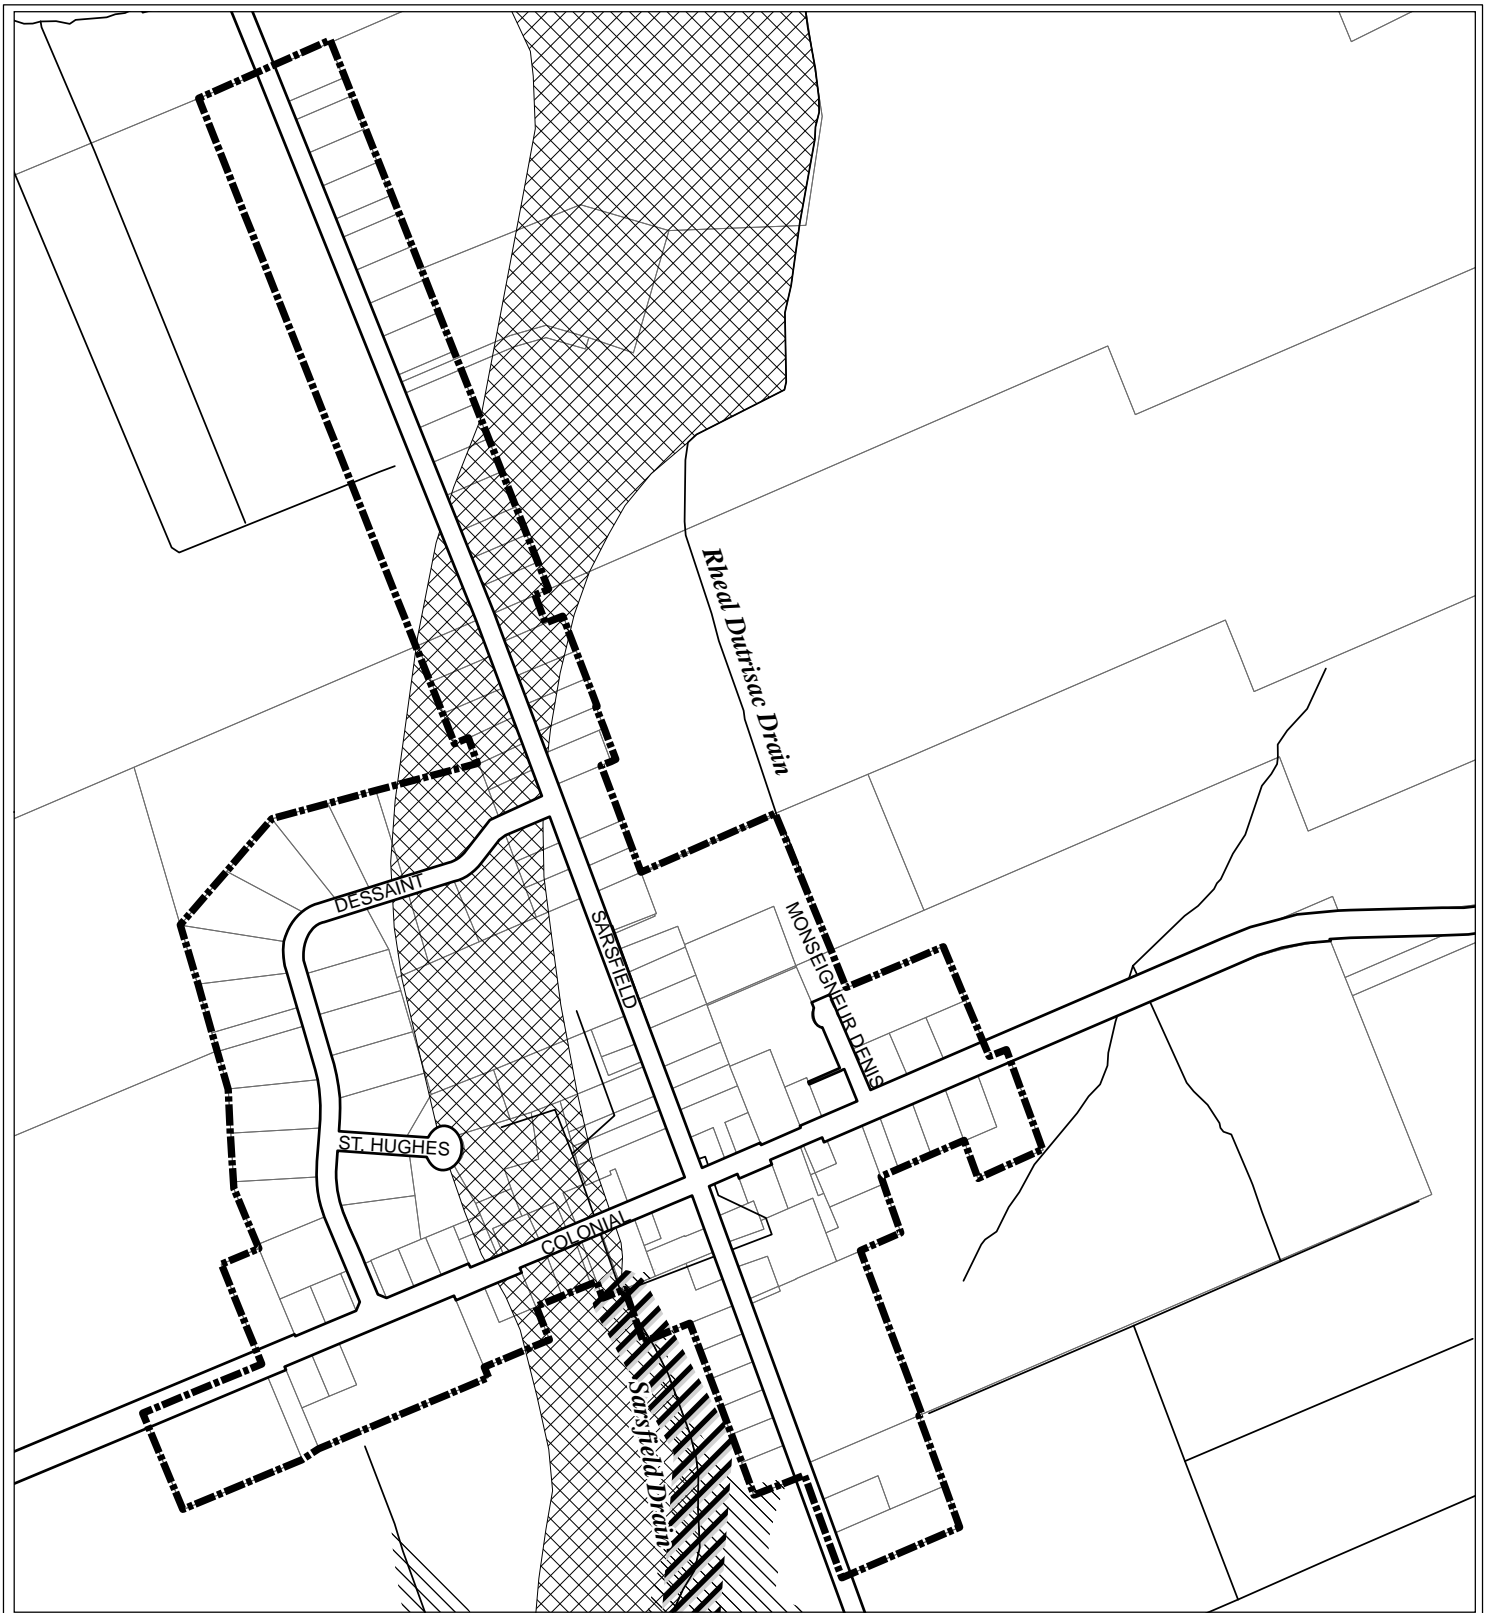 Rheal Dutrisac Drain
DESSAINT
SARSFIELD
MONSEIGNEUR DENIS
ST. HUGHES
COLONIAL
Sarsfield Drain